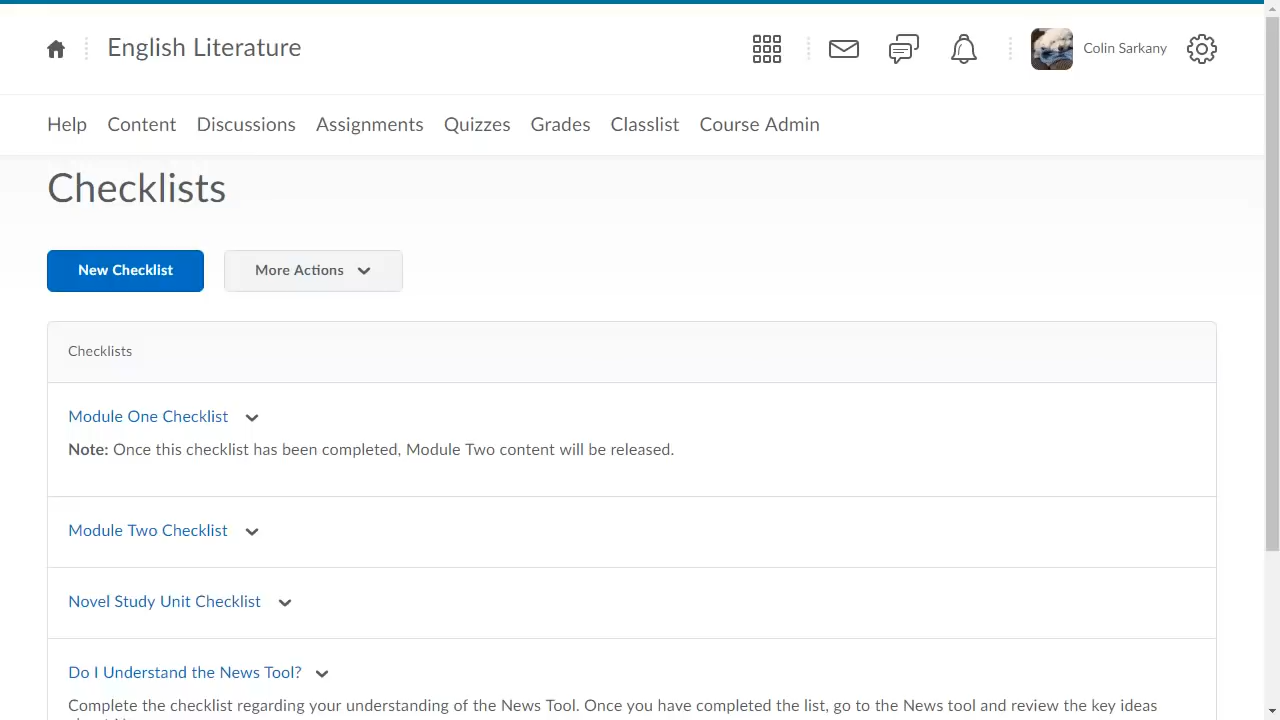 English Literature
Colin Sarkany
Help Content Discussions Assignments Quizzes Grades Classlist Course Admin
Checklists
New Checklist More Actions
Checklists
Module One Checklist
Note: Once this checklist has been completed, Module Two content will be released.
Module Two Checklist
Novel Study Unit Checklist
Do I Understand the News Tool?
Complete the checklist regarding your understanding of the News Tool. Once you have completed the list, go to the News tool and review the key ideas